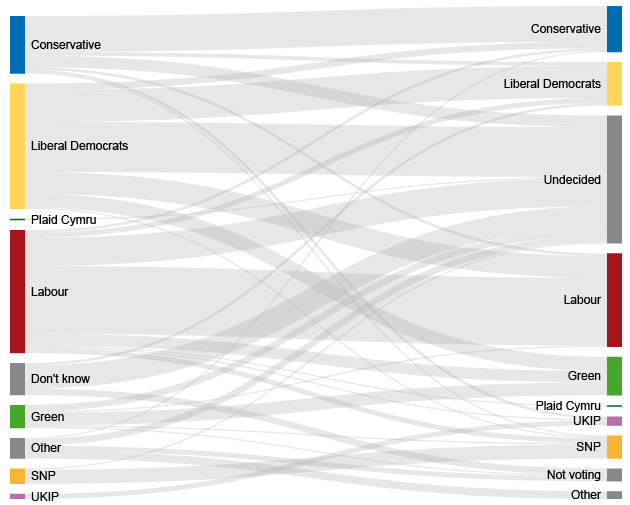 Conservative
Liberal Democrats
Plaid Cymru
Labour
Don't know
Green
Other
SNP
UKIP
Conservative
Liberal Democrats
Undecided
Labour
Green
Plaid Cymru
UKIP
SNP
Not voting
Other